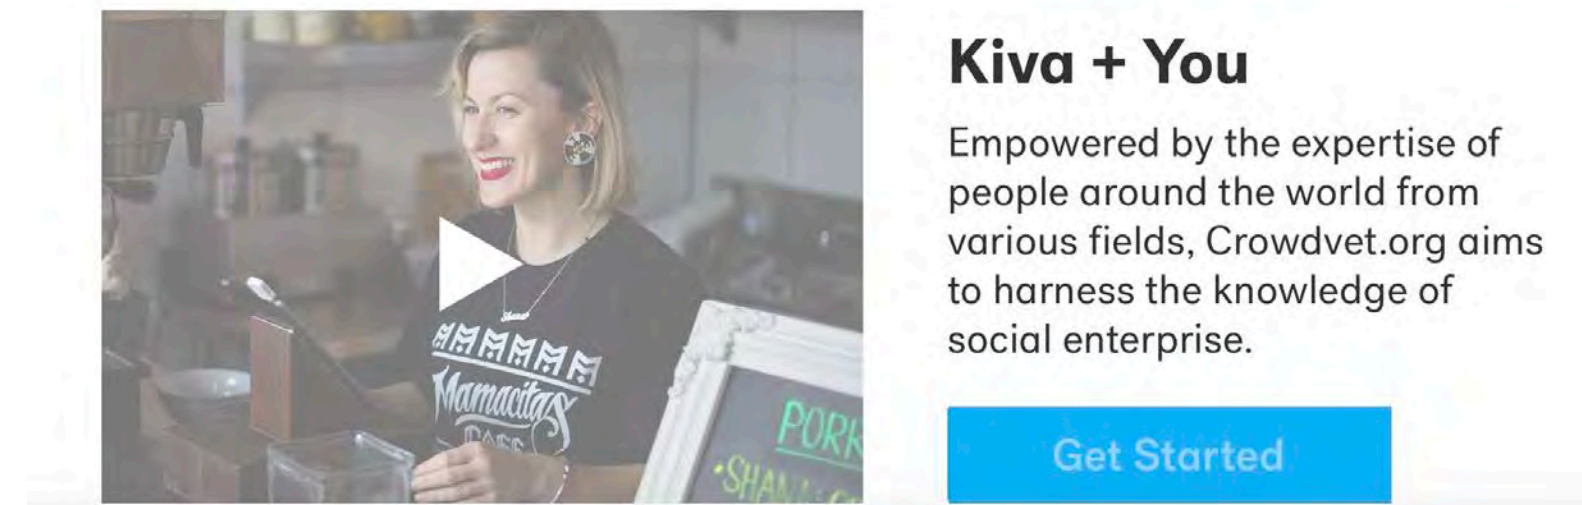 Kiva + You
Empowered by the expertise of
people around the world from
various fields, Crowdvet.org aims
to harness the knowledge of
social enterprise.
Get Started
Mamacitas
CAFE
PORK